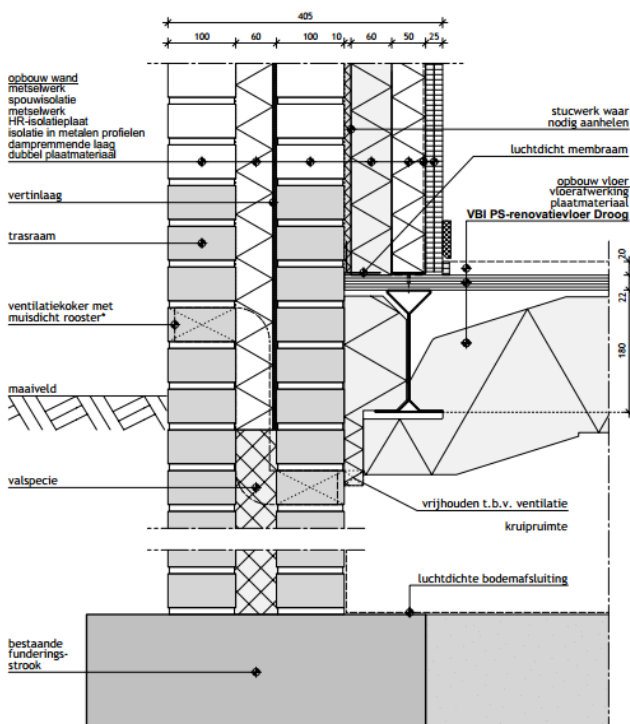 405
100 60 100 10 60 50 25
opbouw wand
metselwerk
spouwisolatie
metselwerk
HR-isolatieplaat
isolatie in metalen profielen
dampremmende laag
dubbel plaatmateriaal
vertinlaag
trasraam
ventilatiekoker met
muisdicht rooster*
maaiveld
valspecie
bestaande
funderings-
strook
stucwerk waar
nodig aanhelen
luchtdicht membraam
opbouw vloer
vloerafwerking
plaatmateriaal
VBI PS-renovatievloer Droog
20
22
180
vrijhouden t.b.v. ventilatie
kruipruimte
luchtdichte bodemafsluiting